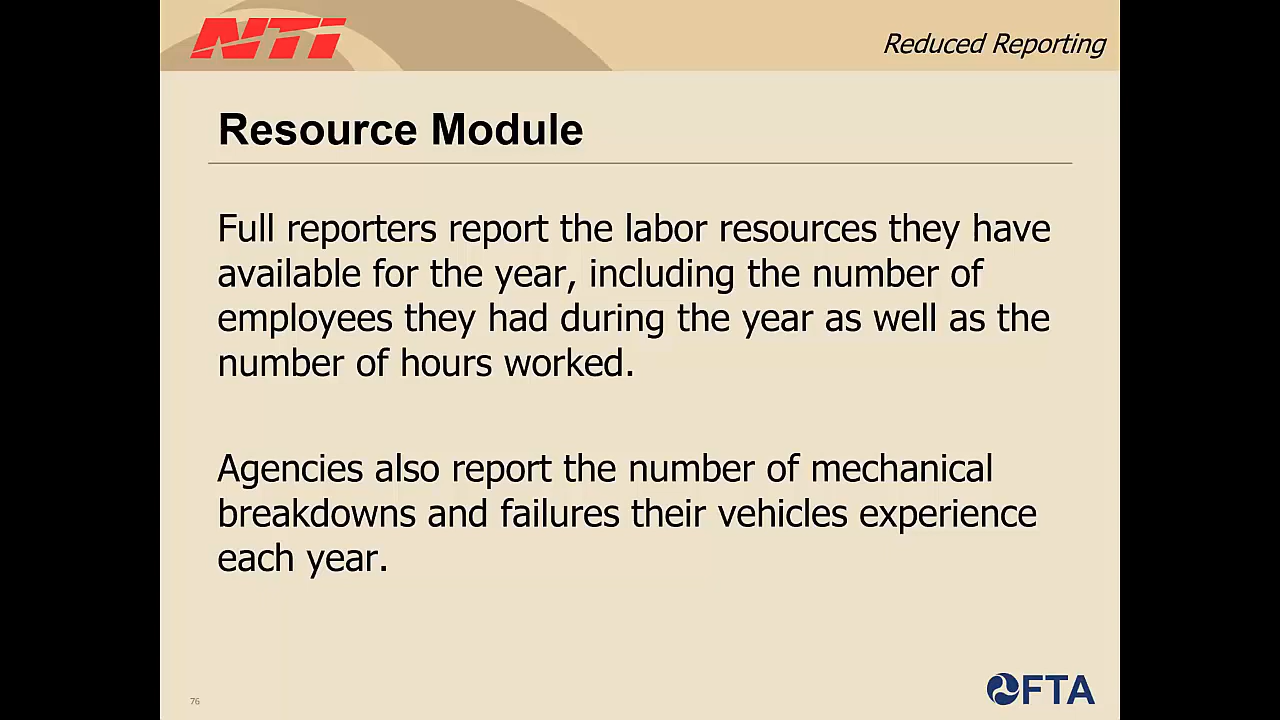 NTI
Reduced Reporting
Resource Module
Full reporters report the labor resources they have
available for the year, including the number of
employees they had during the year as well as the
number of hours worked.
Agencies also report the number of mechanical
breakdowns and failures their vehicles experience
each year.
76
FTA